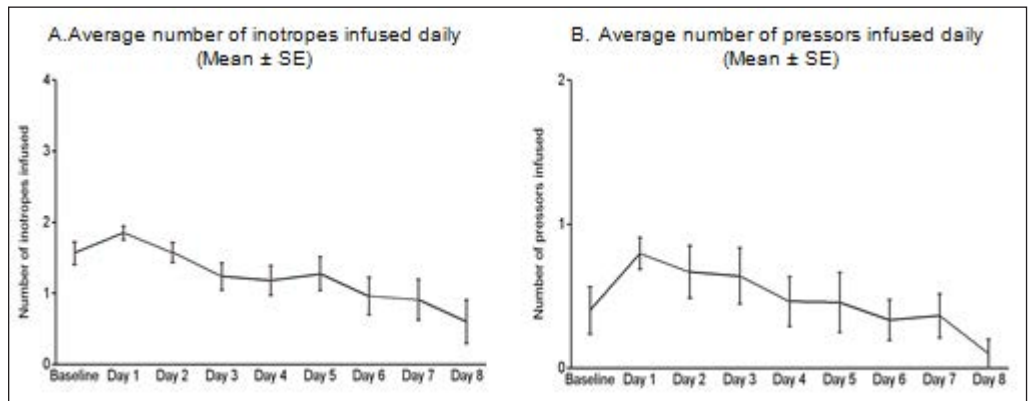 A.Average number of inotropes infused daily
(Mean ± SE)
Number of inotropes infused
4
3
2
1
0
Baseline Day 1 Day 2 Day 3 Day 4 Day 5 Day 6 Day 7 Day 8
B. Average number of pressors infused daily
(Mean ± SE)
Number of pressors infused
2
1
0
Baseline Day 1 Day 2 Day 3 Day 4 Day 5 Day 6 Day 7 Day 8